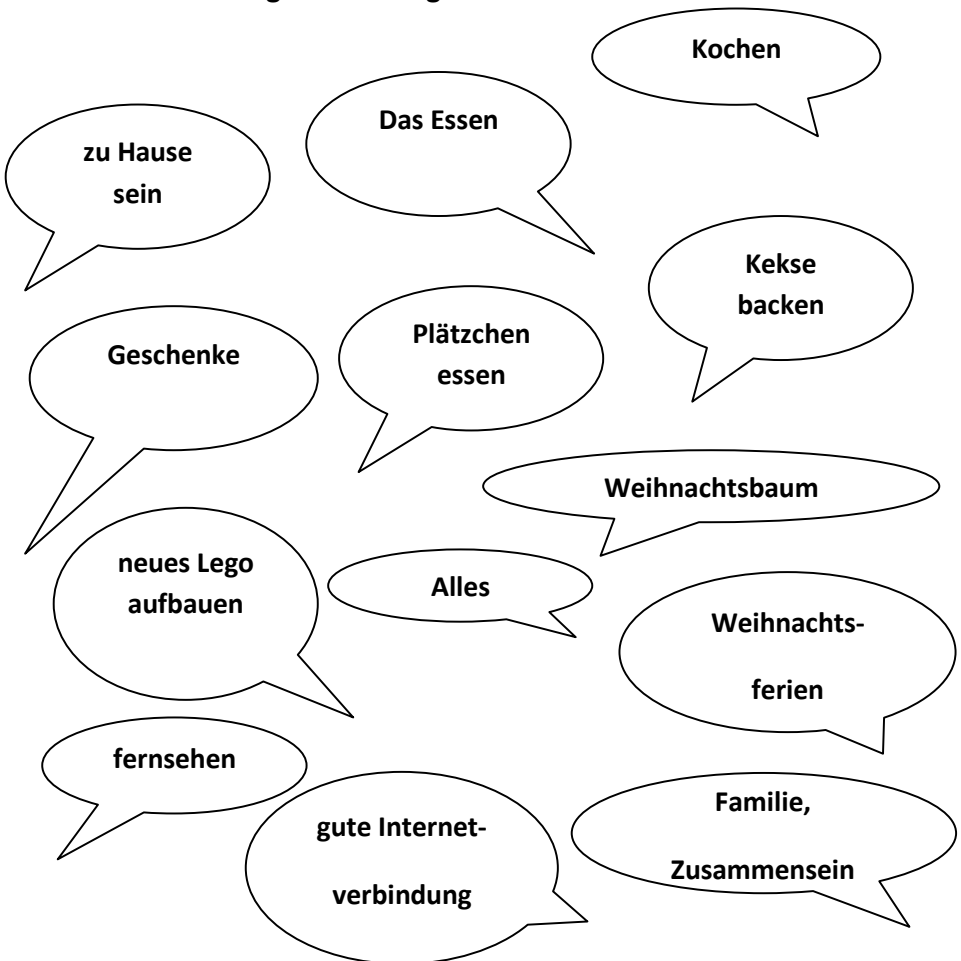 Kochen
Das Essen
zu Hause
sein
Kekse
backen
Geschenke
Plätzchen
essen
Weihnachtsbaum
neues Lego
aufbauen
Alles
Weihnachts-
ferien
fernsehen
gute Internet-
verbindung
Familie,
Zusammensein